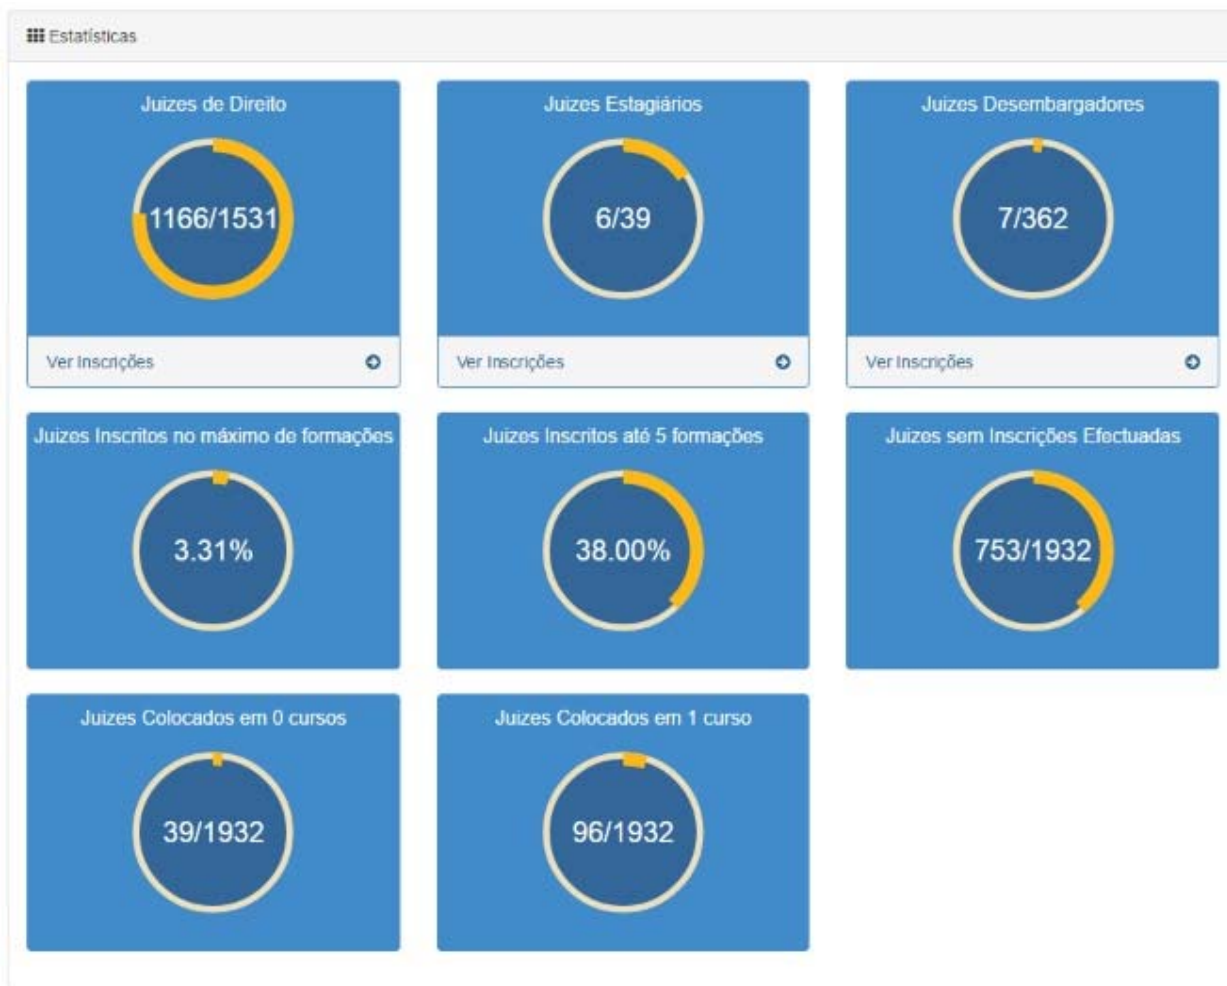 Estatísticas
Juizes de Direito
1166/1531
Ver Inscrições
Juizes Estagiários
6/39
Ver Inscrições
Juizes Desembargadores
7/362
Ver Inscrições
Juizes Inscritos no máximo de formações
3.31%
Juizes Inscritos até 5 formações
38.00%
Juizes sem Inscrições Efectuadas
753/1932
Juizes Colocados em 0 cursos
39/1932
Juizes Colocados em 1 curso
96/1932